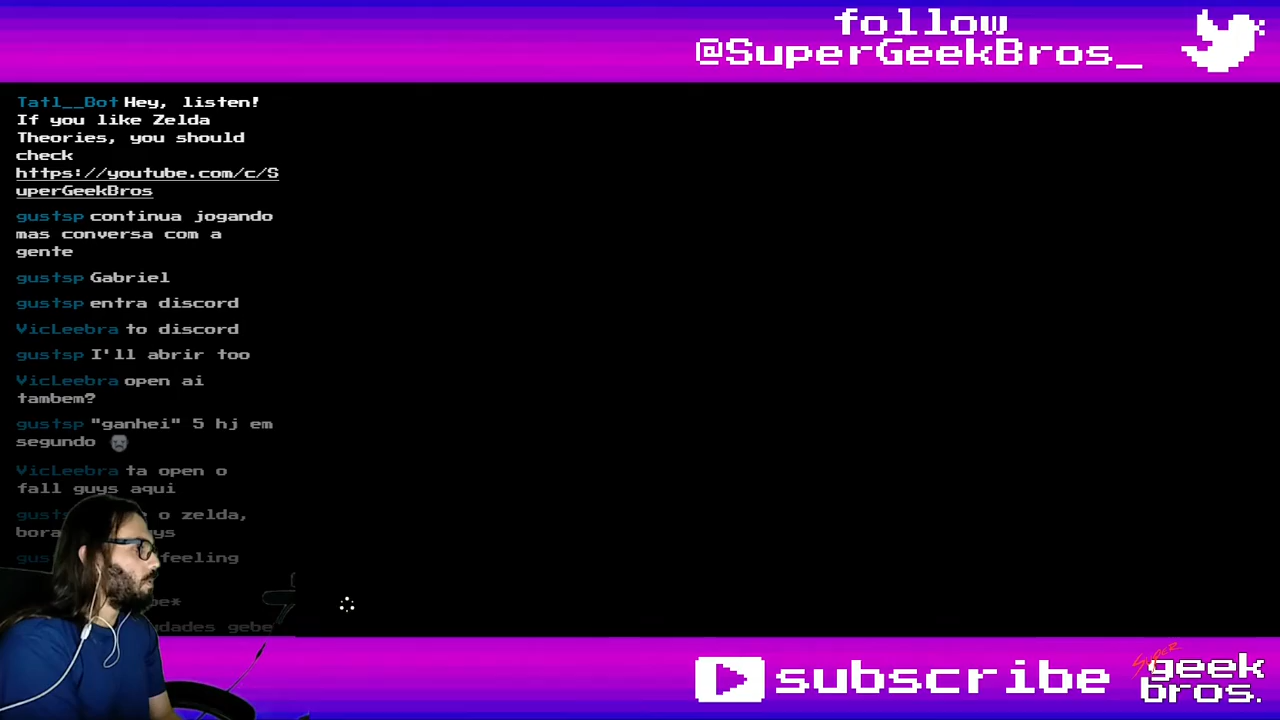 follow
@SuperGeekBros_
Tatl__Bot Hey, listen!
If you like Zelda
Theories, you should
check
https://youtube.com/c/S
uperGeekBros
gustsp continua jogando
mas conversa com a
gente
gustsp Gabriel
gustsp entra discord
VicLeebra to discord
gustsp I'll abrir too
VicLeebra open ai
tambem?
gustsp "ganhei" 5 hj em
segundo
VicLeebra ta open o
fall guys aqui
o zelda,
feeling
subscribe
SUPER
geek
bros.